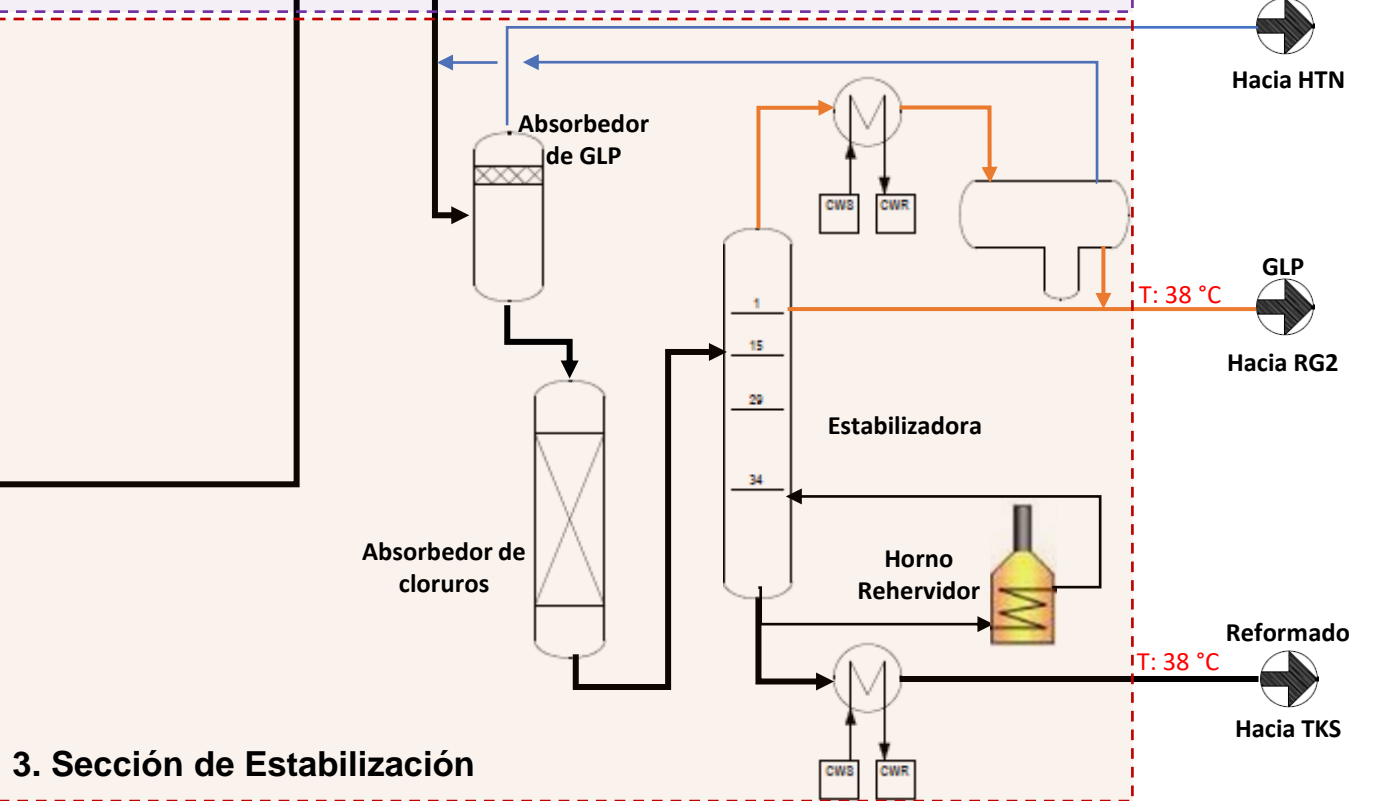 Hacia HTN
Absorbedor
de GLP
CWS
CWR
GLP
T: 38 °C
1
Hacia RG2
15
29
Estabilizadora
34
Absorbedor de
cloruros
Horno
Rehervidor
Reformado
T: 38 °C
Hacia TKS
3. Sección de Estabilización
CWS
CWR